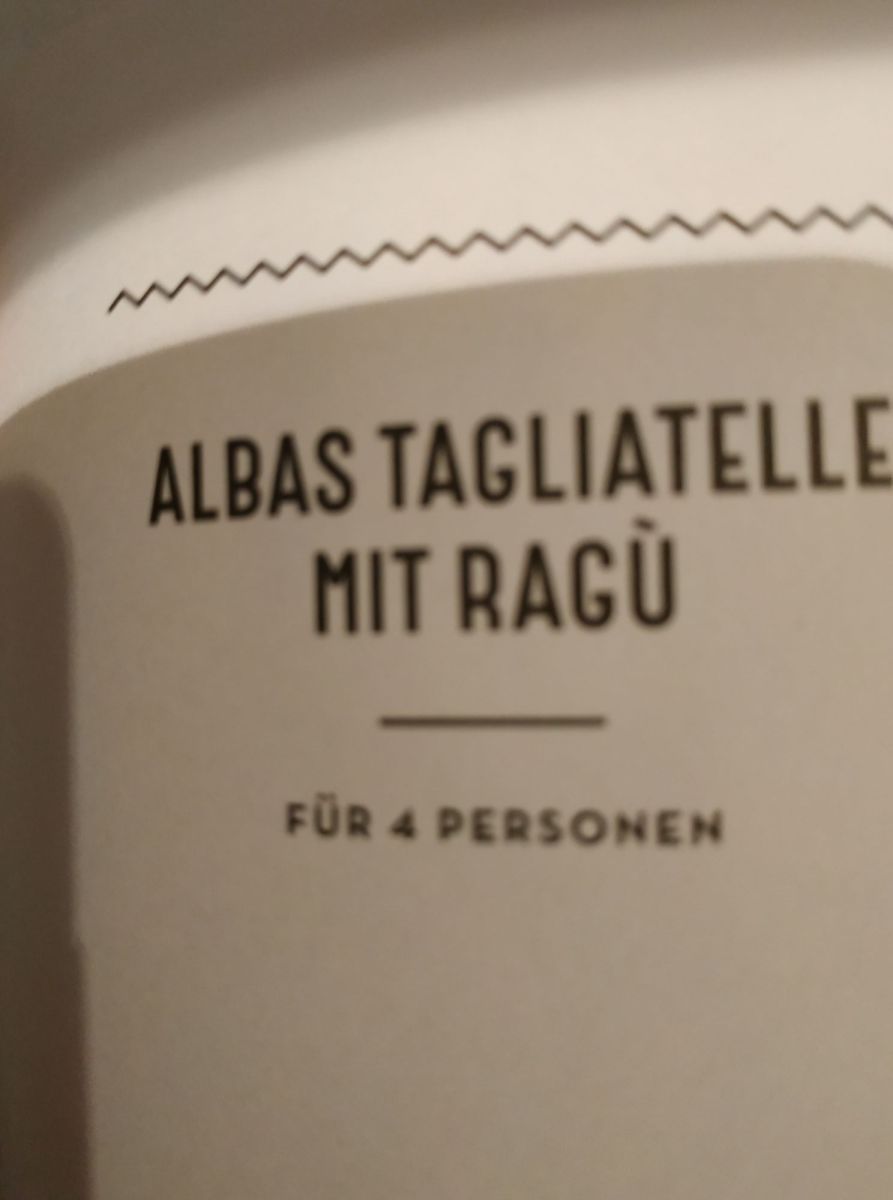 ALBAS TAGLIATELLE
MIT RAGÙ
FÜR 4 PERSONEN